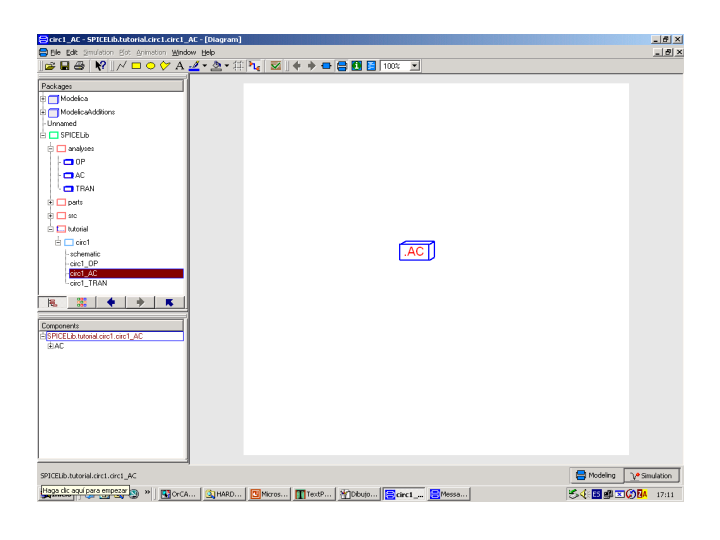 circ1_AC - SPICELib.tutorial.circ1.circ1_AC - [Diagram]
File Edit Simulation Plot Animation Window Help
A 100%
Packages
Modelica
ModelicaAdditions
Unnamed
SPICELib
analyses
OP
AC
TRAN
parts
src
tutorial
circ1
schematic
circ1_OP
circ1_AC
circ1_TRAN
.AC
Components
SPICELib.tutorial.circ1.circ1_AC
AC
SPICELib.tutorial.circ1.circ1_AC
Modeling Simulation
Haga clic aquí para empezar
» OrCA... HARD... Micros... TextP... Dibujo... circ1_... Messa... ES 17:11